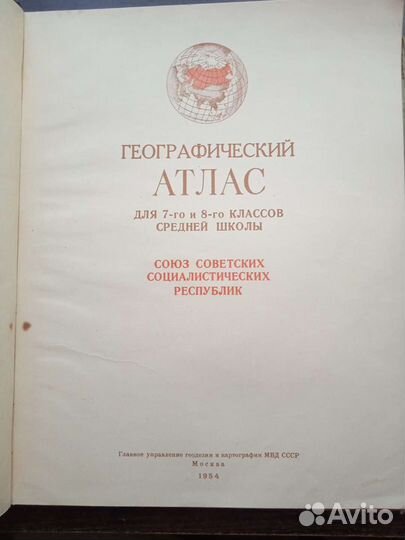 ГЕОГРАФИЧЕСКИЙ
АТЛАС
ДЛЯ 7-го и 8-го КЛАССОВ
СРЕДНЕЙ ШКОЛЫ
СОЮЗ СОВЕТСКИХ
СОЦИАЛИСТИЧЕСКИХ
РЕСПУБЛИК
Главное управление геодезии и картографии МВД СССР
Москва
1954
Avito